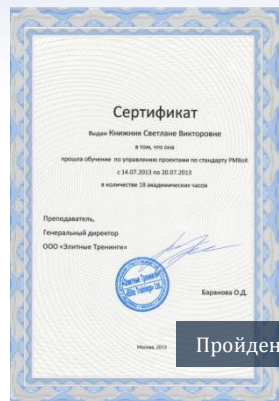 Сертификат
Выдан Книжник Светлане Викторовне
в том, что она
прошла обучение по управлению проектами по стандарту PMBoK
с 14.07.2013 по 20.07.2013
в количестве 18 академических часов
Преподаватель,
Генеральный директор
ООО «Элитные Тренинги»
Баранова О.Д.
Москва, 2013
Пройден